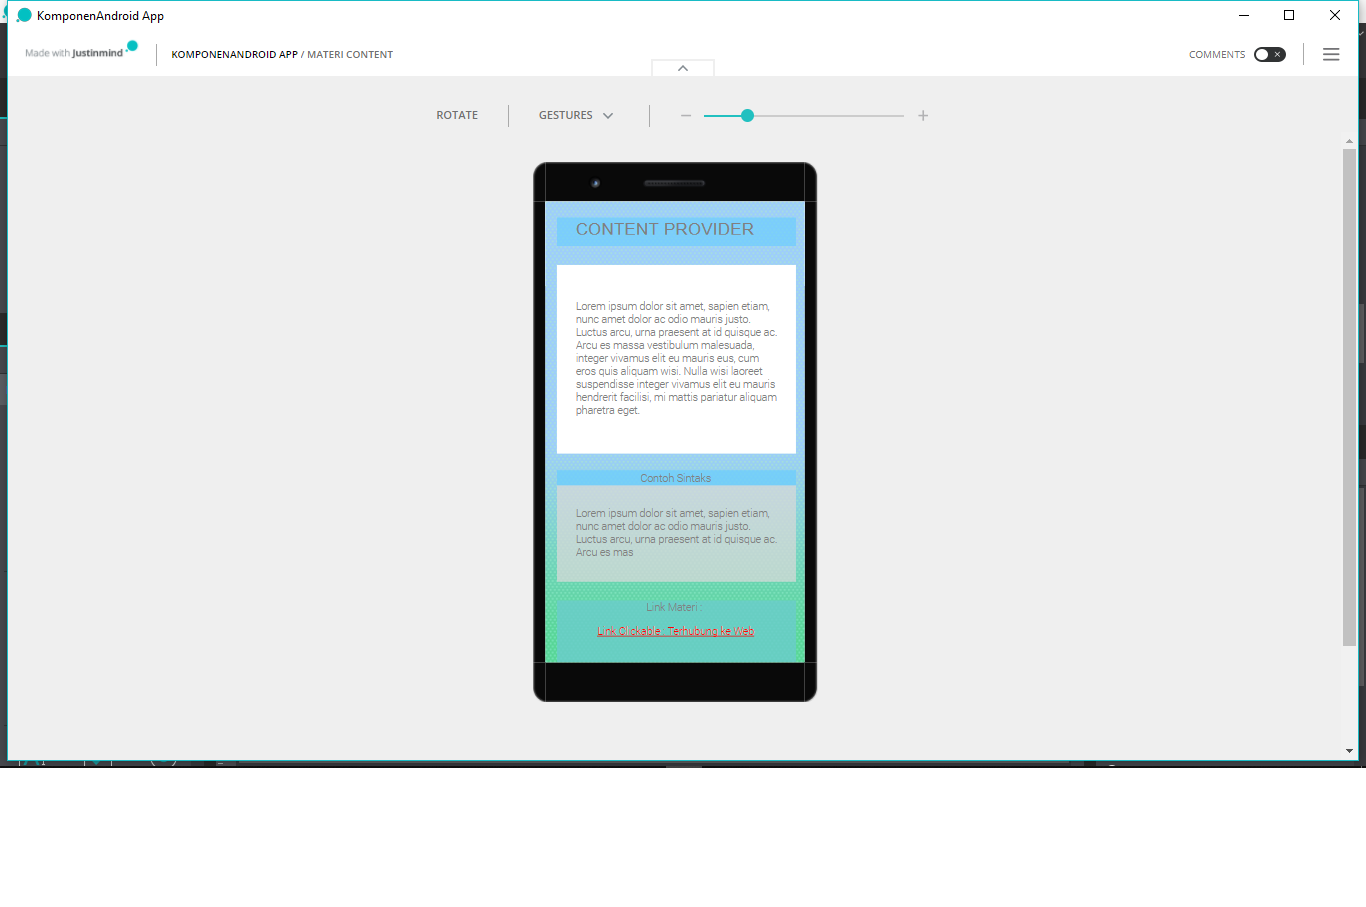 KomponenAndroid App
Made with Justinmind
KOMPONENANDROID APP / MATERI CONTENT
COMMENTS
ROTATE
GESTURES
CONTENT PROVIDER
Lorem ipsum dolor sit amet, sapien etiam,
nunc amet dolor ac odio mauris justo.
Luctus arcu, urna praesent at id quisque ac.
Arcu es massa vestibulum malesuada,
integer vivamus elit eu mauris eus, cum
eros quis aliquam wisi. Nulla wisi laoreet
suspendisse integer vivamus elit eu mauris
hendrerit facilisi, mi mattis pariatur aliquam
pharetra eget.
Contoh Sintaks
Lorem ipsum dolor sit amet, sapien etiam,
nunc amet dolor ac odio mauris justo.
Luctus arcu, urna praesent at id quisque ac.
Arcu es mas
Link Materi :
Link Clickable : Terhubung ke Web